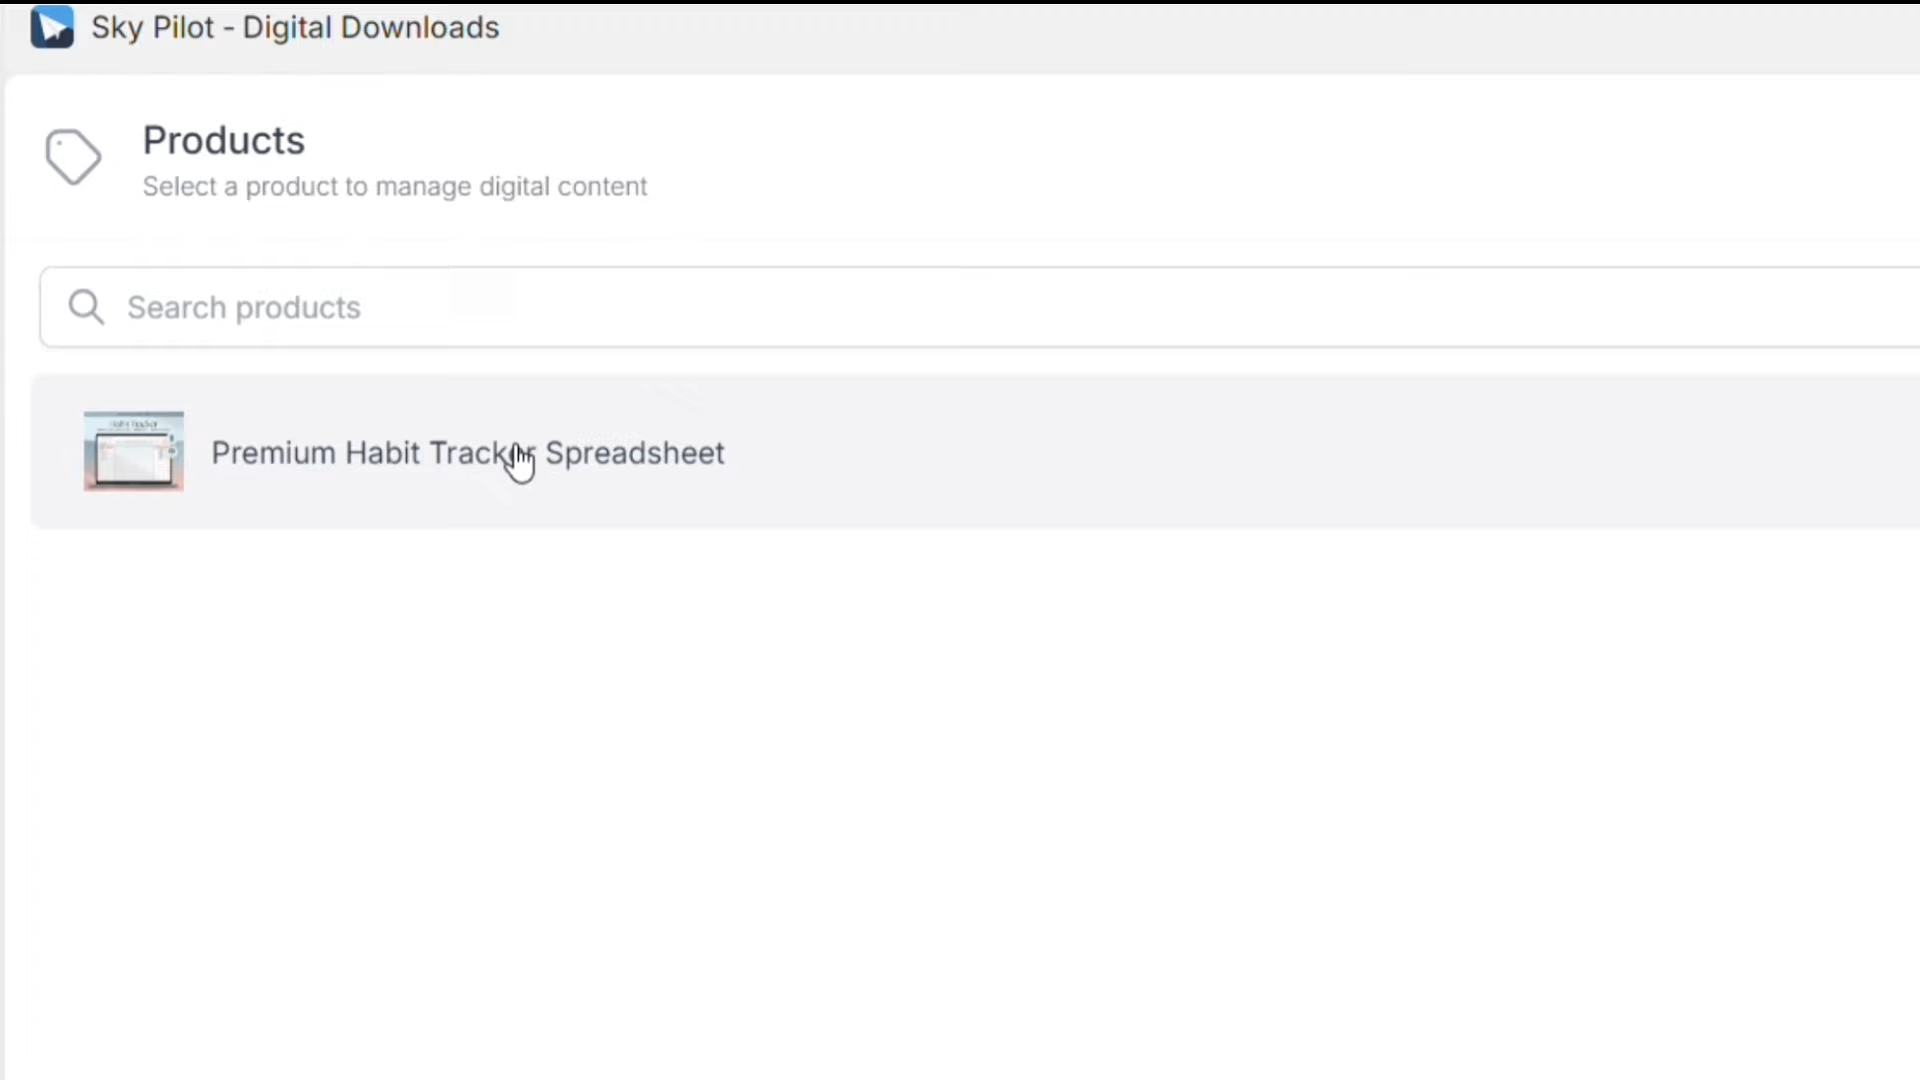 Sky Pilot - Digital Downloads
Products
Select a product to manage digital content
Search products
Premium Habit Tracker Spreadsheet